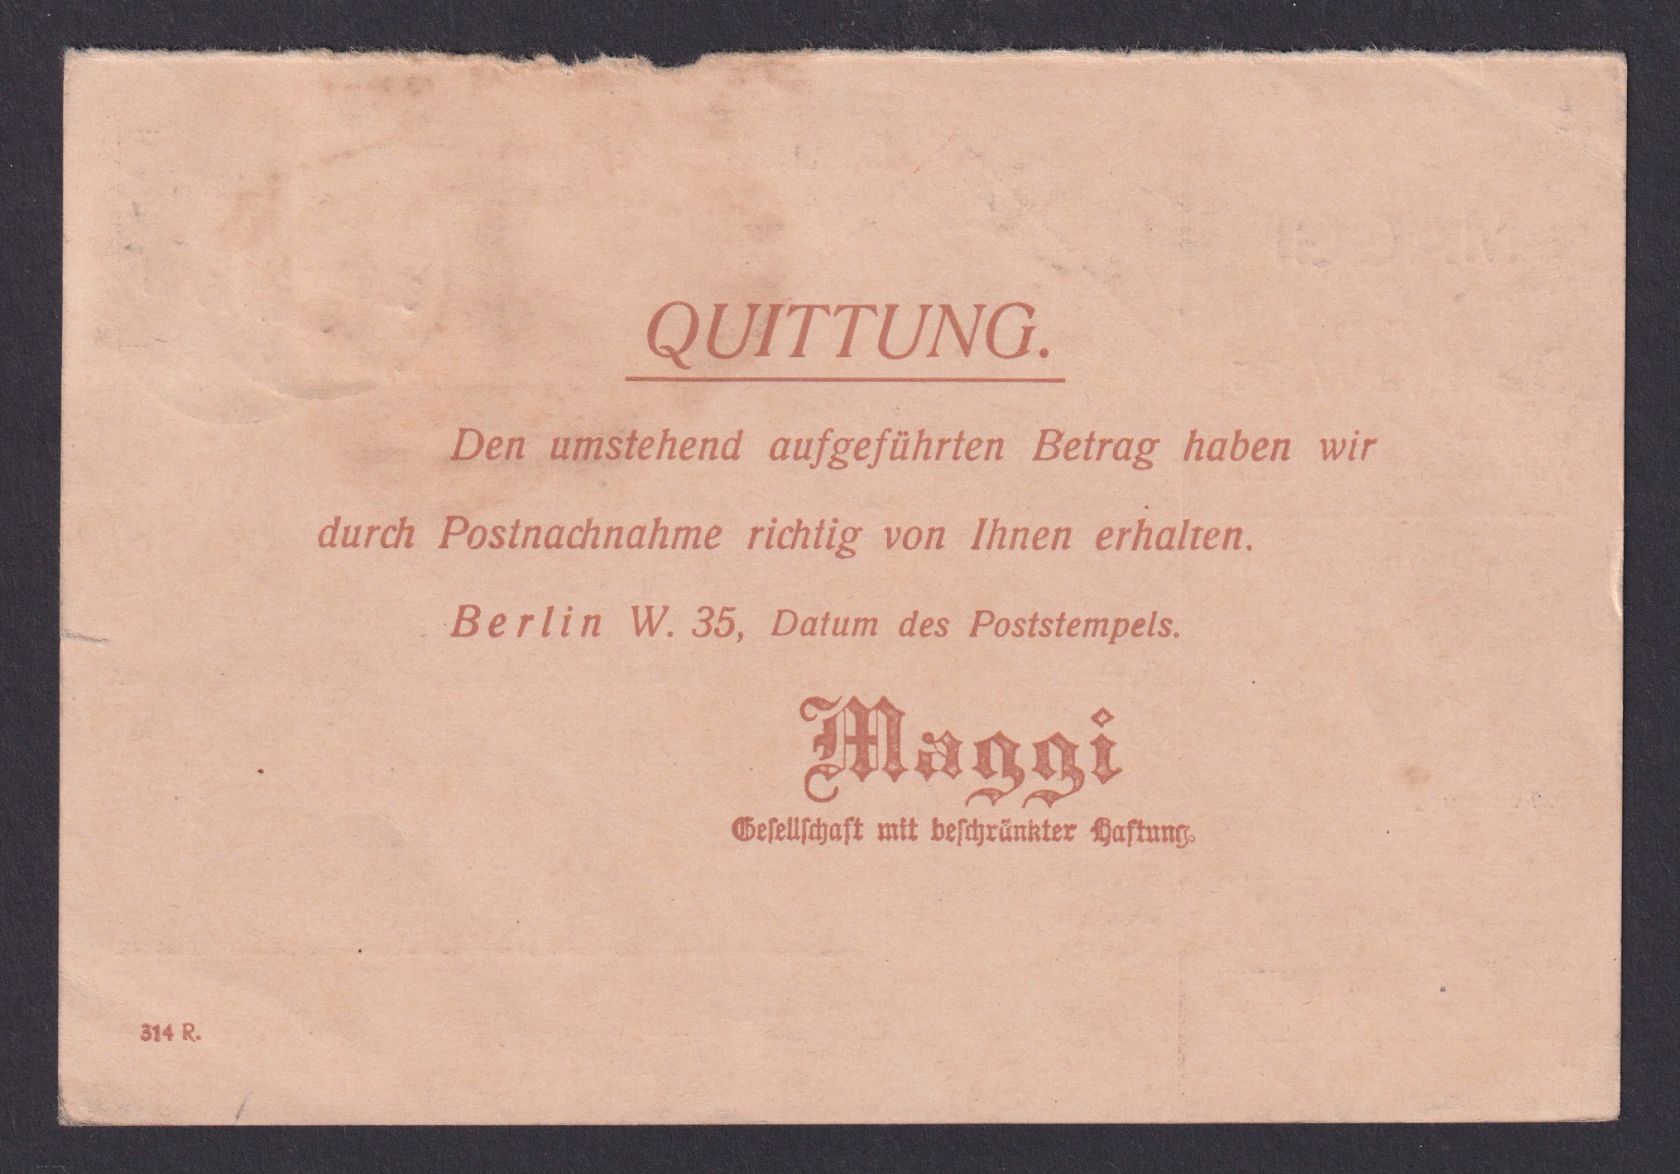 QUITTUNG.
Den umstehend aufgeführten Betrag haben wir
durch Postnachnahme richtig von Ihnen erhalten.
Berlin W. 35, Datum des Poststempels.
Maggi
Gesellschaft mit beschränkter Haftung.
314 R.